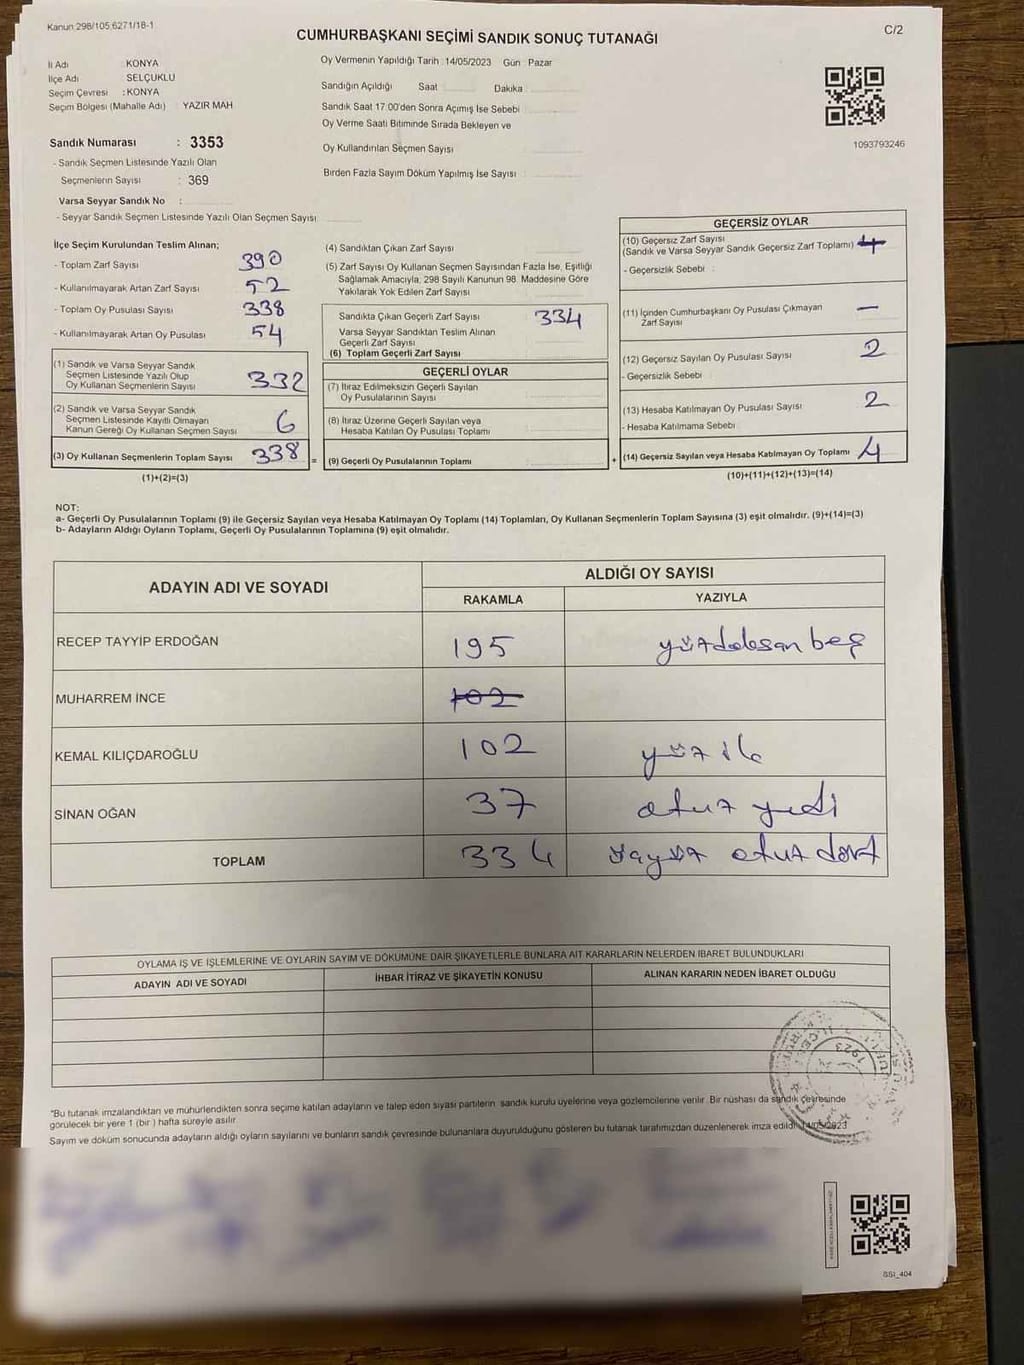 Kanun 298/105,6271/18-1
C/2
CUMHURBAŞKANI SEÇİMİ SANDIK SONUÇ TUTANAĞI
İl Adı : KONYA
İlçe Adı : SELÇUKLU
Seçim Çevresi : KONYA
Seçim Bölgesi (Mahalle Adı) : YAZIR MAH
Sandık Numarası : 3353
- Sandık Seçmen Listesinde Yazılı Olan
Seçmenlerin Sayısı : 369
Varsa Seyyar Sandık No :
- Seyyar Sandık Seçmen Listesinde Yazılı Olan Seçmen Sayısı
Oy Vermenin Yapıldığı Tarih : 14/05/2023 Gün : Pazar
Sandığın Açıldığı Saat Dakika
Sandık Saat 17:00'den Sonra Açımış İse Sebebi
Oy Verme Saati Bitiminde Sırada Bekleyen ve
Oy Kullandırılan Seçmen Sayısı
Birden Fazla Sayım Döküm Yapılmış İse Sayısı
1093793246
İlçe Seçim Kurulundan Teslim Alınan;
- Toplam Zarf Sayısı 390
- Kullanılmayarak Artan Zarf Sayısı 52
- Toplam Oy Pusulası Sayısı 338
- Kullanılmayarak Artan Oy Pusulası 54
(1) Sandık ve Varsa Seyyar Sandık
Seçmen Listesinde Yazılı Olup
Oy Kullanan Seçmenlerin Sayısı 332
(2) Sandık ve Varsa Seyyar Sandık
Seçmen Listesinde Kayıtlı Olmayan
Kanun Gereği Oy Kullanan Seçmen Sayısı 6
(3) Oy Kullanan Seçmenlerin Toplam Sayısı 338 =
(1)+(2)=(3)
(4) Sandıktan Çıkan Zarf Sayısı
(5) Zarf Sayısı Oy Kullanan Seçmen Sayısından Fazla İse, Eşitliği
Sağlamak Amacıyla, 298 Sayılı Kanunun 98. Maddesine Göre
Yakılarak Yok Edilen Zarf Sayısı
Sandıkta Çıkan Geçerli Zarf Sayısı 334
Varsa Seyyar Sandıktan Teslim Alınan
Geçerli Zarf Sayısı
(6) Toplam Geçerli Zarf Sayısı
GEÇERLİ OYLAR
(7) İtiraz Edilmeksizin Geçerli Sayılan
Oy Pusulalarının Sayısı
(8) İtiraz Üzerine Geçerli Sayılan veya
Hesaba Katılan Oy Pusulası Toplamı
(9) Geçerli Oy Pusulalarının Toplamı +
GEÇERSİZ OYLAR
(10) Geçersiz Zarf Sayısı
(Sandık ve Varsa Seyyar Sandık Geçersiz Zarf Toplamı) 4
- Geçersizlik Sebebi :
(11) İçinden Cumhurbaşkanı Oy Pusulası Çıkmayan
Zarf Sayısı —
(12) Geçersiz Sayılan Oy Pusulası Sayısı 2
- Geçersizlik Sebebi
(13) Hesaba Katılmayan Oy Pusulası Sayısı 2
- Hesaba Katılmama Sebebi
(14) Geçersiz Sayılan veya Hesaba Katılmayan Oy Toplamı 4
(10)+(11)+(12)+(13)=(14)
NOT:
a- Geçerli Oy Pusulalarının Toplamı (9) ile Geçersiz Sayılan veya Hesaba Katılmayan Oy Toplamı (14) Toplamları, Oy Kullanan Seçmenlerin Toplam Sayısına (3) eşit olmalıdır. (9)+(14)=(3)
b- Adayların Aldığı Oyların Toplamı, Geçerli Oy Pusulalarının Toplamına (9) eşit olmalıdır.
ADAYIN ADI VE SOYADI
ALDIĞI OY SAYISI
RAKAMLA YAZIYLA
RECEP TAYYİP ERDOĞAN 195 yüzdoksan beş
MUHARREM İNCE 102
KEMAL KILIÇDAROĞLU 102 yüz iki
SİNAN OĞAN 37 otuz yedi
TOPLAM 334 üçyüz otuz dört
OYLAMA İŞ VE İŞLEMLERİNE VE OYLARIN SAYIM VE DÖKÜMÜNE DAİR ŞİKAYETLERLE BUNLARA AİT KARARLARIN NELERDEN İBARET BULUNDUKLARI
ADAYIN ADI VE SOYADI
İHBAR İTİRAZ VE ŞİKAYETİN KONUSU
ALINAN KARARIN NEDEN İBARET OLDUĞU
1923
"Bu tutanak imzalandıktan ve mühürlendikten sonra seçime katılan adayların ve talep eden siyasi partilerin sandık kurulu üyelerine veya gözlemcilerine verilir. Bir nüshası da sandık çevresinde
görülecek bir yere 1 (bir) hafta süreyle asılır.
Sayım ve döküm sonucunda adayların aldığı oyların sayılarını ve bunların sandık çevresinde bulunanlara duyurulduğunu gösteren bu tutanak tarafımızdan düzenlenerek imza edildi. 14/05/2023
SSI_404